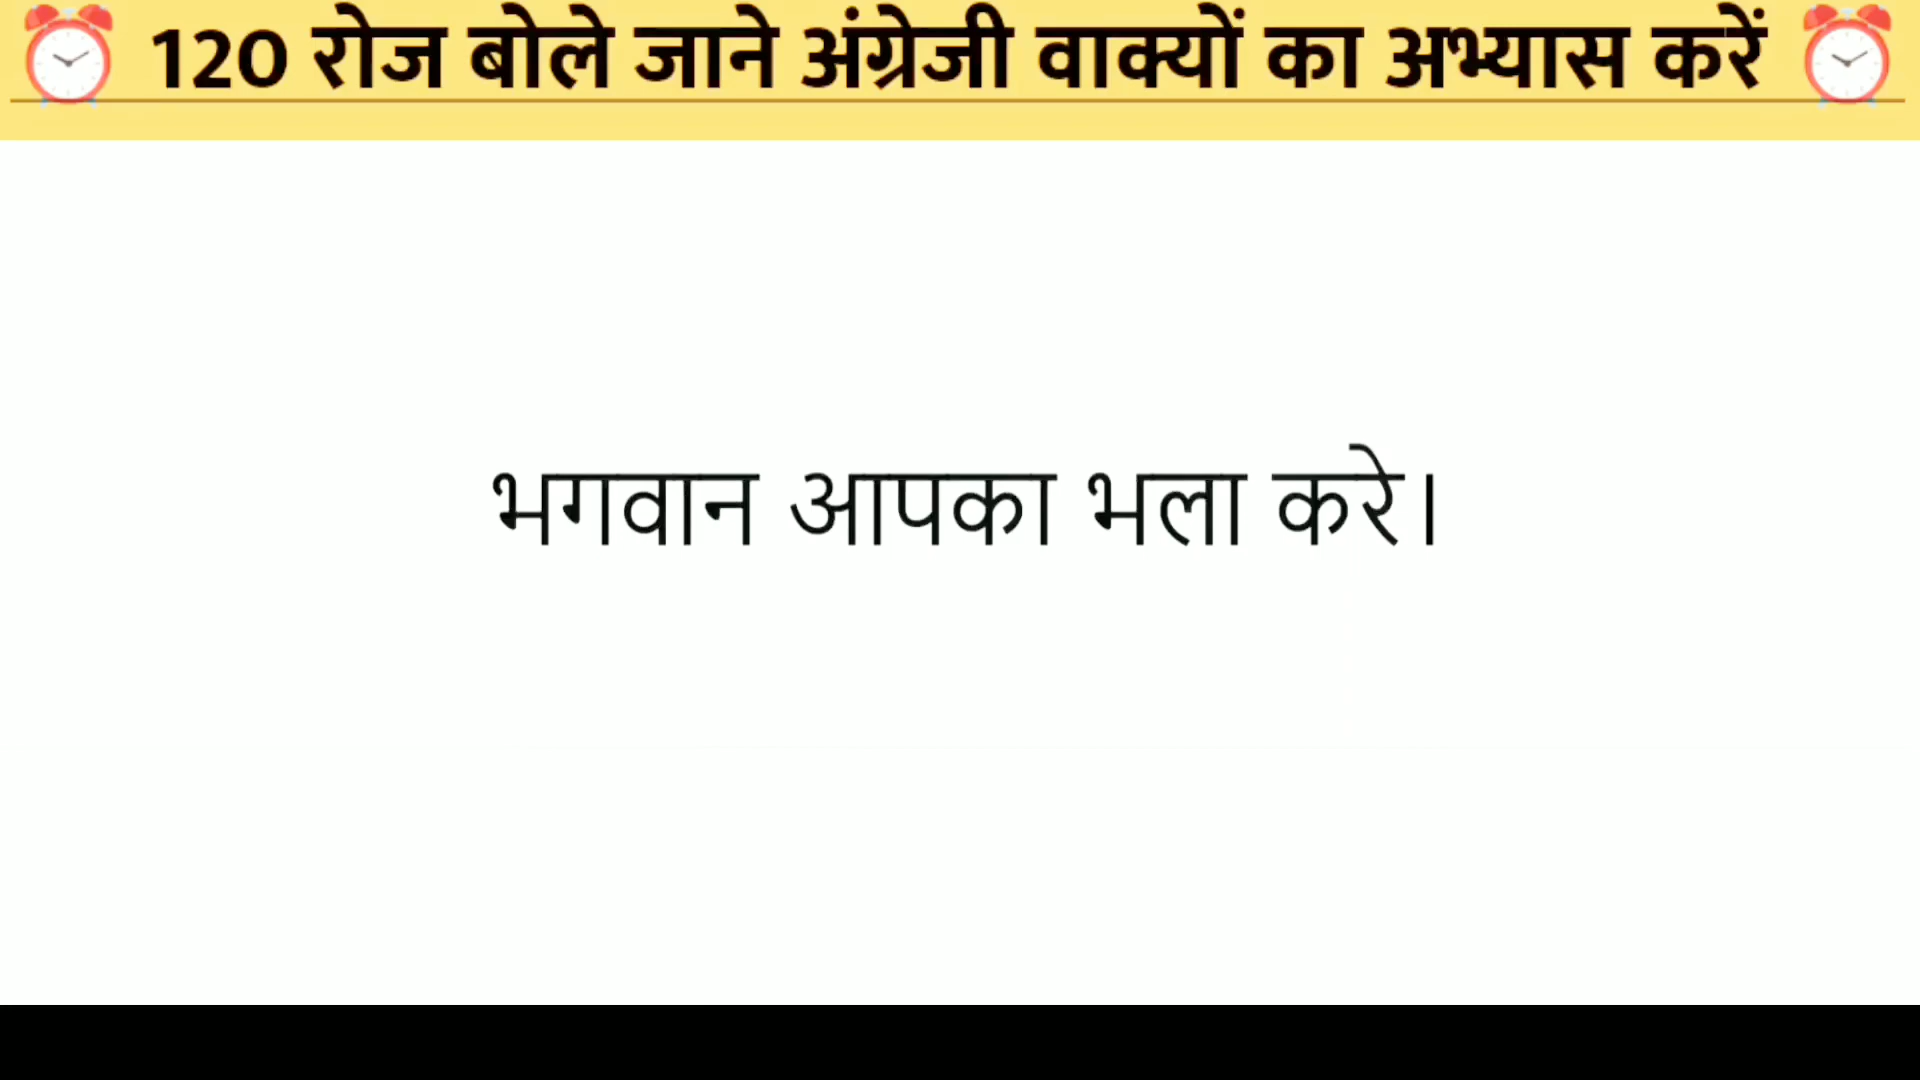 120 रोज बोले जाने अंग्रेजी वाक्यों का अभ्यास करें
भगवान आपका भला करे।